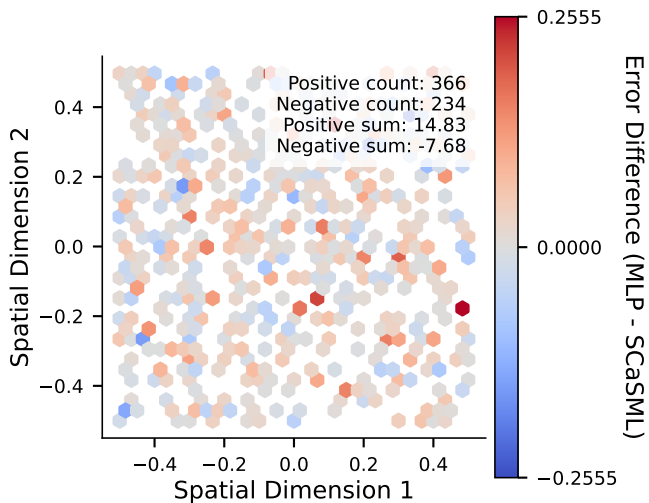 Positive count: 366
Negative count: 234
Positive sum: 14.83
Negative sum: -7.68
Spatial Dimension 2
0.4
0.2
0.0
−0.2
−0.4
−0.4
−0.2
0.0
0.2
0.4
Spatial Dimension 1
0.2555
0.0000
−0.2555
Error Difference (MLP - SCaSML)